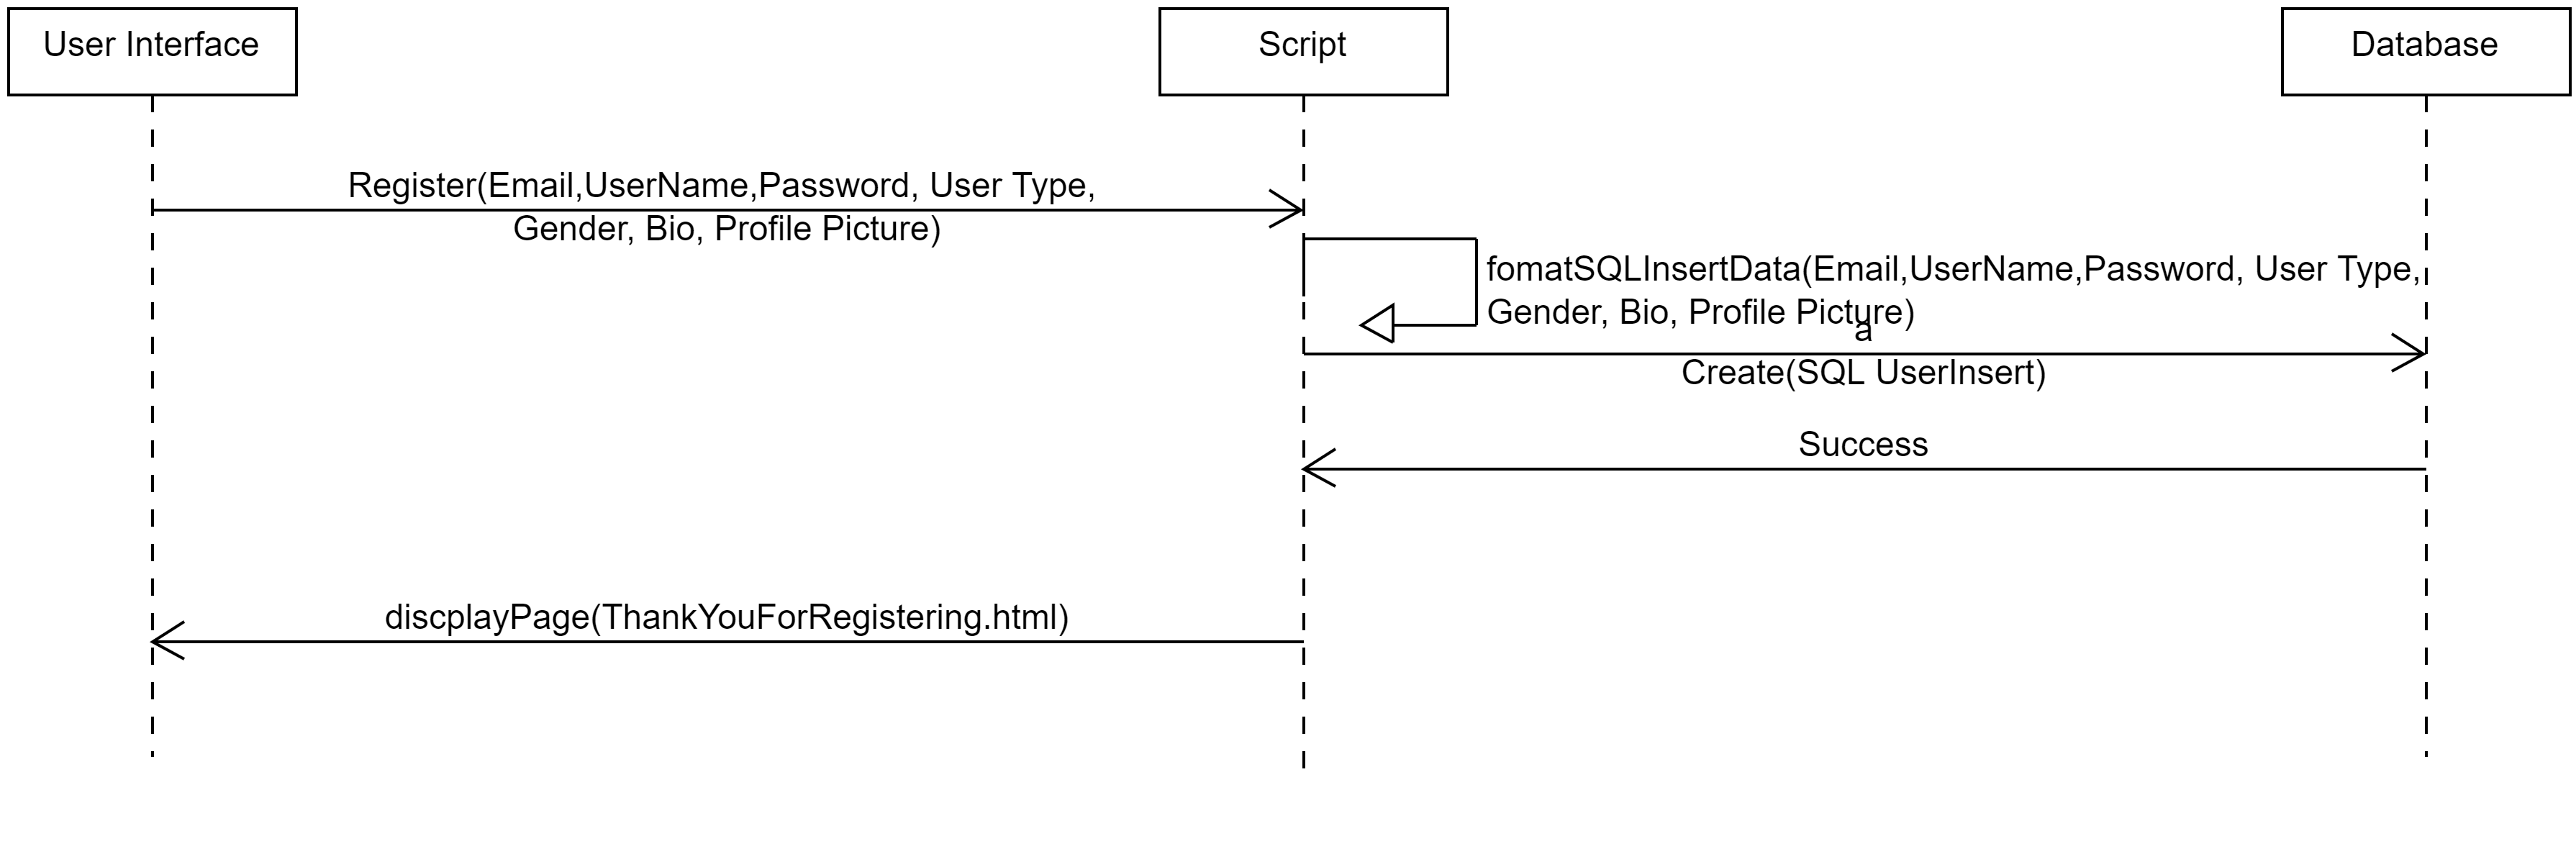 User Interface
Script
Database
Register(Email,UserName,Password, User Type,
Gender, Bio, Profile Picture)
fomatSQLInsertData(Email,UserName,Password, User Type,
Gender, Bio, Profile Picture)
a
Create(SQL UserInsert)
Success
discplayPage(ThankYouForRegistering.html)